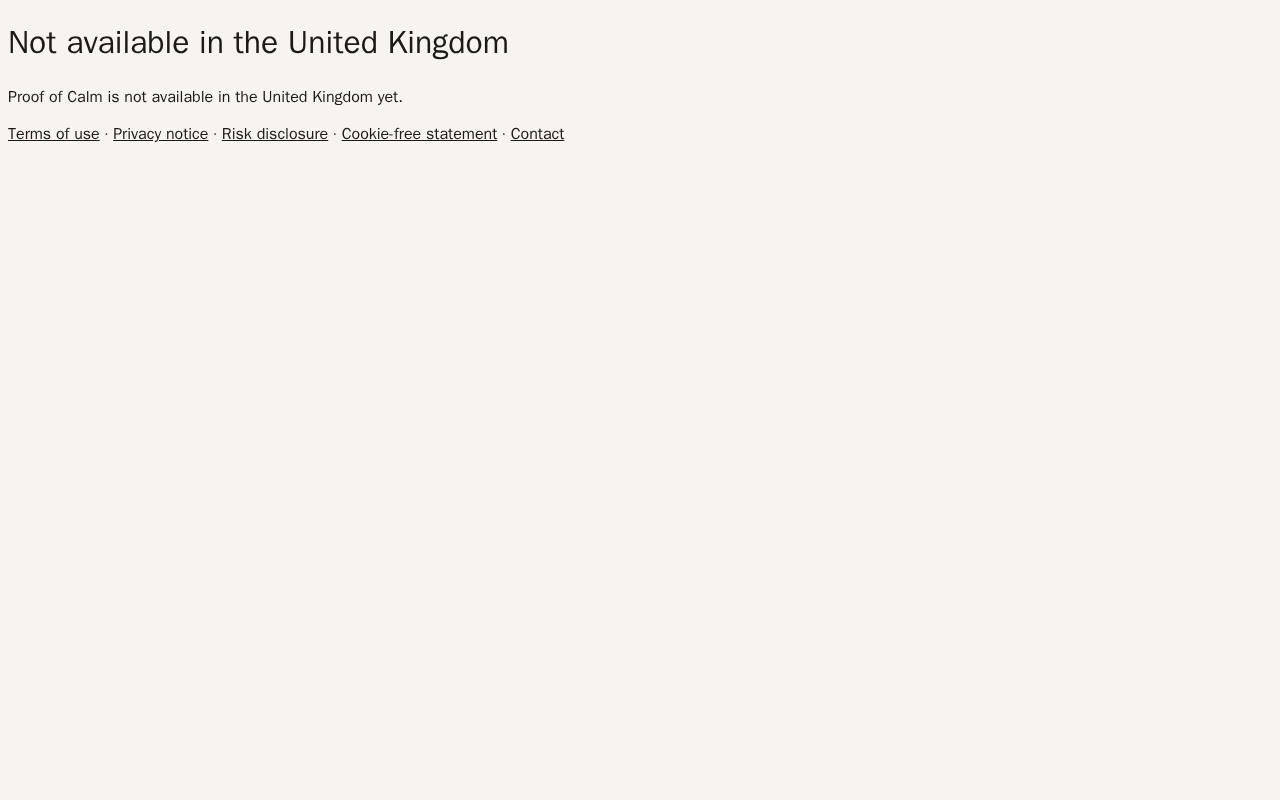 Not available in the United Kingdom
Proof of Calm is not available in the United Kingdom yet.
Terms of use · Privacy notice · Risk disclosure · Cookie-free statement · Contact